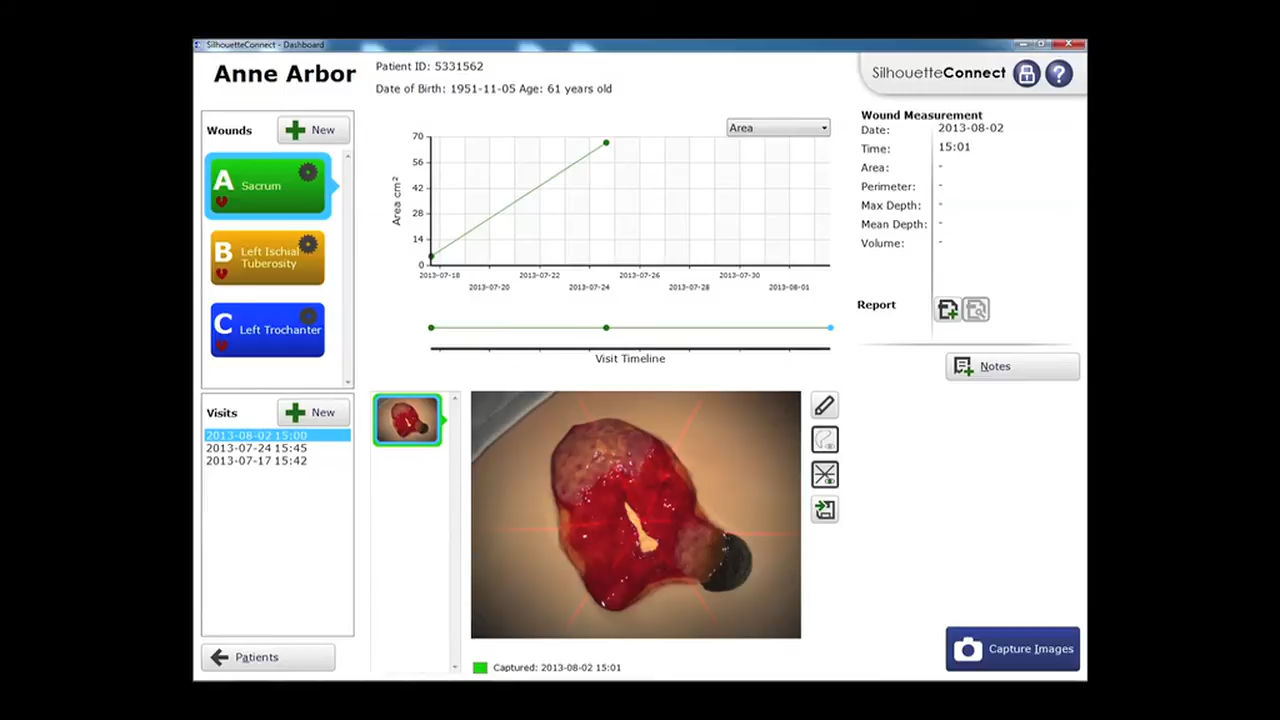 SilhouetteConnect - Dashboard
Anne Arbor
Patient ID: 5331562
Date of Birth: 1951-11-05 Age: 61 years old
SilhouetteConnect
?
Wounds
New
A Sacrum
B Left Ischial
Tuberosity
C Left Trochanter
Visits
New
2013-08-02 15:00
2013-07-24 15:45
2013-07-17 15:42
Patients
Area
Area cm²
70
56
42
28
14
0
2013-07-18
2013-07-20
2013-07-22
2013-07-24
2013-07-26
2013-07-28
2013-07-30
2013-08-01
Visit Timeline
Captured: 2013-08-02 15:01
Wound Measurement
Date: 2013-08-02
Time: 15:01
Area: -
Perimeter: -
Max Depth: -
Mean Depth: -
Volume: -
Report
Notes
Capture Images